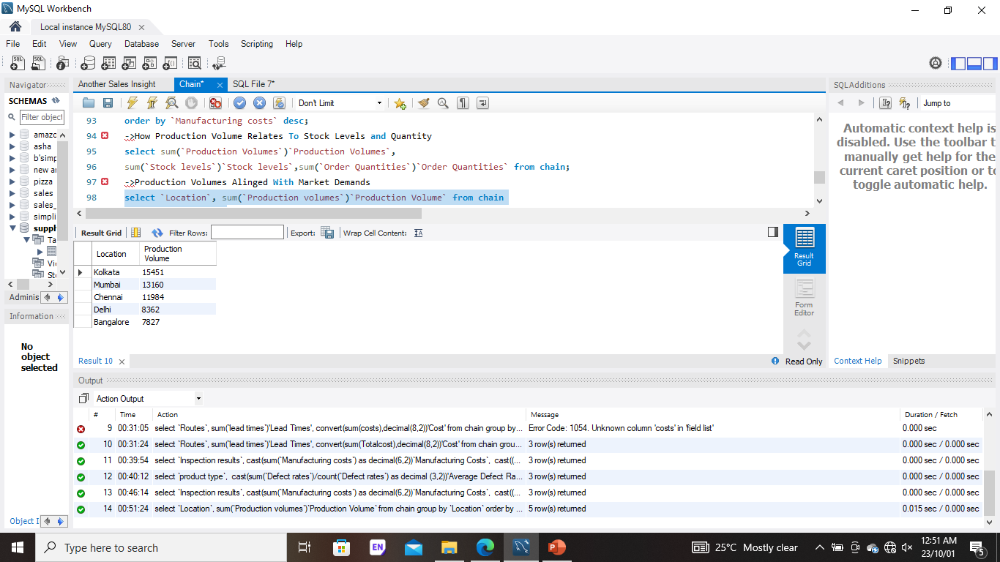 MySQL Workbench
Local instance MySQL80
File Edit View Query Database Server Tools Scripting Help
Navigator
SCHEMAS
Filter object
amazo
asha
b'simp
new ar
pizza
sales
sales_
simpli
suppl
Ta
Vi
St
Adminis
Information
No
object
selected
Object I
Another Sales Insight
Chain*
SQL File 7*
Don't Limit
93 order by `Manufacturing costs` desc;
94 ->How Production Volume Relates To Stock Levels and Quantity
95 select sum(`Production Volumes`)`Production Volumes`,
96 sum(`Stock levels`)`Stock levels`,sum(`Order Quantities`)`Order Quantities` from chain;
97 ->Production Volumes Alinged With Market Demands
98 select `Location`, sum(`Production volumes`)`Production Volume` from chain
Result Grid Filter Rows: Export: Wrap Cell Content:
Location Production Volume
Kolkata 15451
Mumbai 13160
Chennai 11984
Delhi 8362
Bangalore 7827
Result
Grid
Form
Editor
Result 10
Read Only
SQLAdditions
Jump to
Automatic context help is
disabled. Use the toolbar t
manually get help for the
current caret position or to
toggle automatic help.
Context Help Snippets
Output
Action Output
# Time Action Message Duration / Fetch
9 00:31:05 select `Routes`, sum(`lead times`)'Lead Times', convert(sum(costs),decimal(8,2))'Cost' from chain group by... Error Code: 1054. Unknown column 'costs' in 'field list' 0.000 sec
10 00:31:24 select `Routes`, sum(`lead times`)'Lead Times', convert(sum(Totalcost),decimal(8,2))'Cost' from chain grou... 3 row(s) returned 0.000 sec / 0.000 sec
11 00:39:54 select `Inspection results`, cast(sum(`Manufacturing costs`) as decimal(6,2))`Manufacturing Costs`, cast((... 3 row(s) returned 0.000 sec / 0.000 sec
12 00:40:12 select `product type`, cast(sum(`Defect rates`)/count(`Defect rates`) as decimal (3,2))'Average Defect Ra... 3 row(s) returned 0.000 sec / 0.000 sec
13 00:46:14 select `Inspection results`, cast(sum(`Manufacturing costs`) as decimal(6,2))`Manufacturing Costs`, cast((... 3 row(s) returned 0.000 sec / 0.000 sec
14 00:51:24 select `Location`, sum(`Production volumes`)`Production Volume` from chain group by `Location` order by ... 5 row(s) returned 0.015 sec / 0.000 sec
Type here to search
EN
25°C Mostly clear
12:51 AM
23/10/01
5